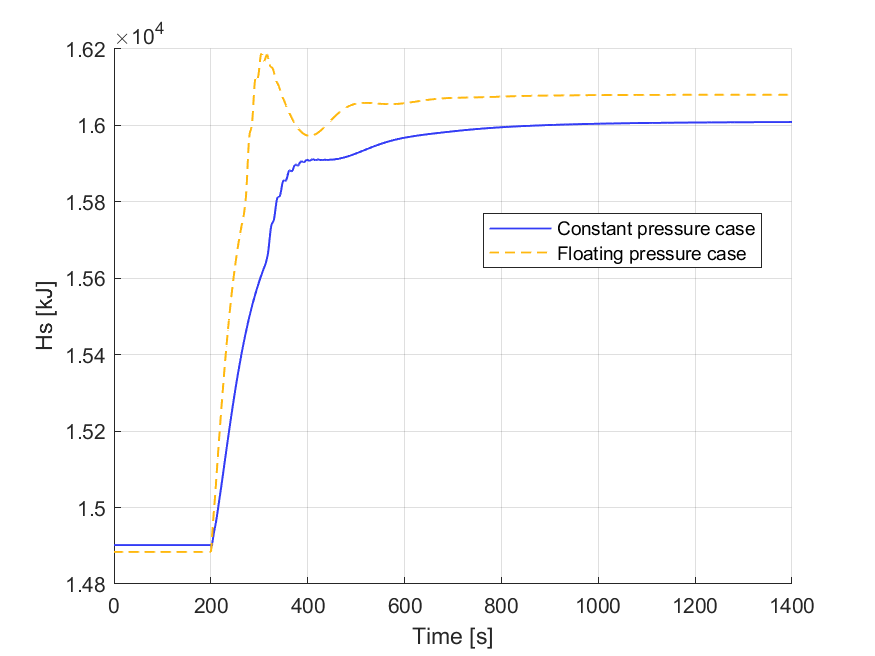 ×10⁴
1.62
1.6
1.58
1.56
1.54
1.52
1.5
1.48
Hs [kJ]
Constant pressure case
Floating pressure case
0 200 400 600 800 1000 1200 1400
Time [s]